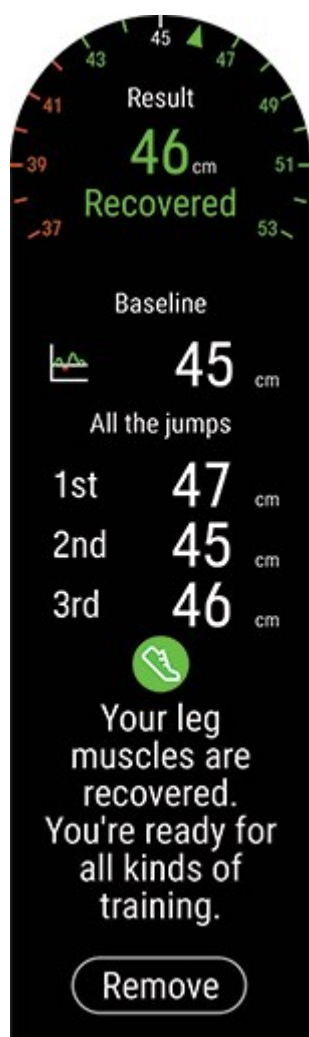 37
39
41
43
45
47
49
51
53
Result
46 cm
Recovered
Baseline
45 cm
All the jumps
1st 47 cm
2nd 45 cm
3rd 46 cm
Your leg
muscles are
recovered.
You're ready for
all kinds of
training.
Remove